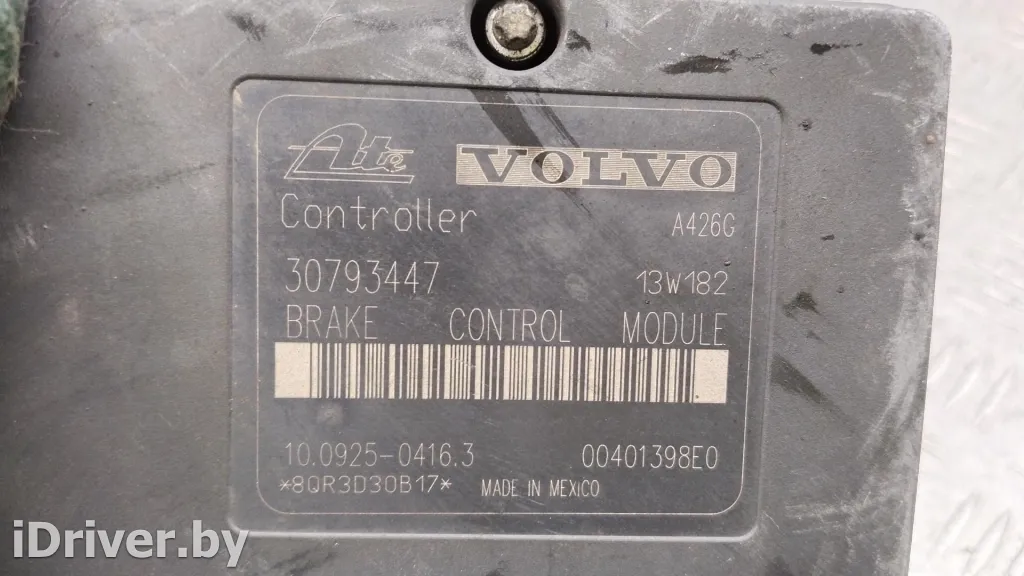 Ate VOLVO
Controller A426G
30793447 13W182
BRAKE CONTROL MODULE
10.0925-0416.3 00401398E0
*8QR3D30B17* MADE IN MEXICO
iDriver.by